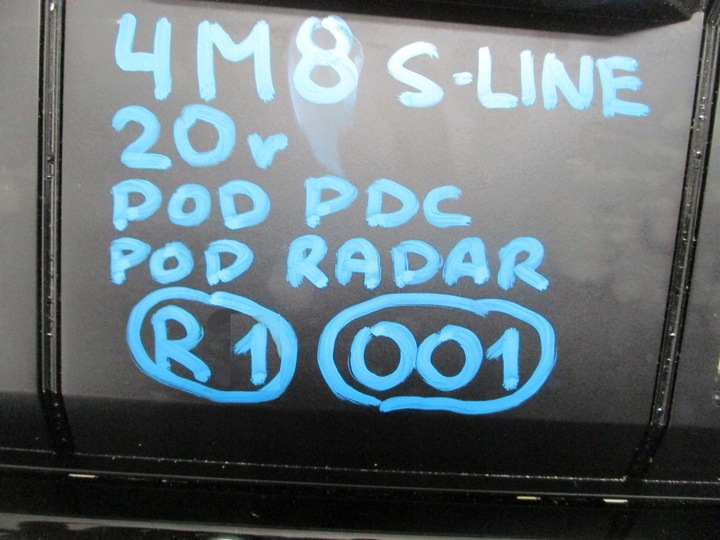 4M8 S-LINE
20r
POD PDC
POD RADAR
R1 001